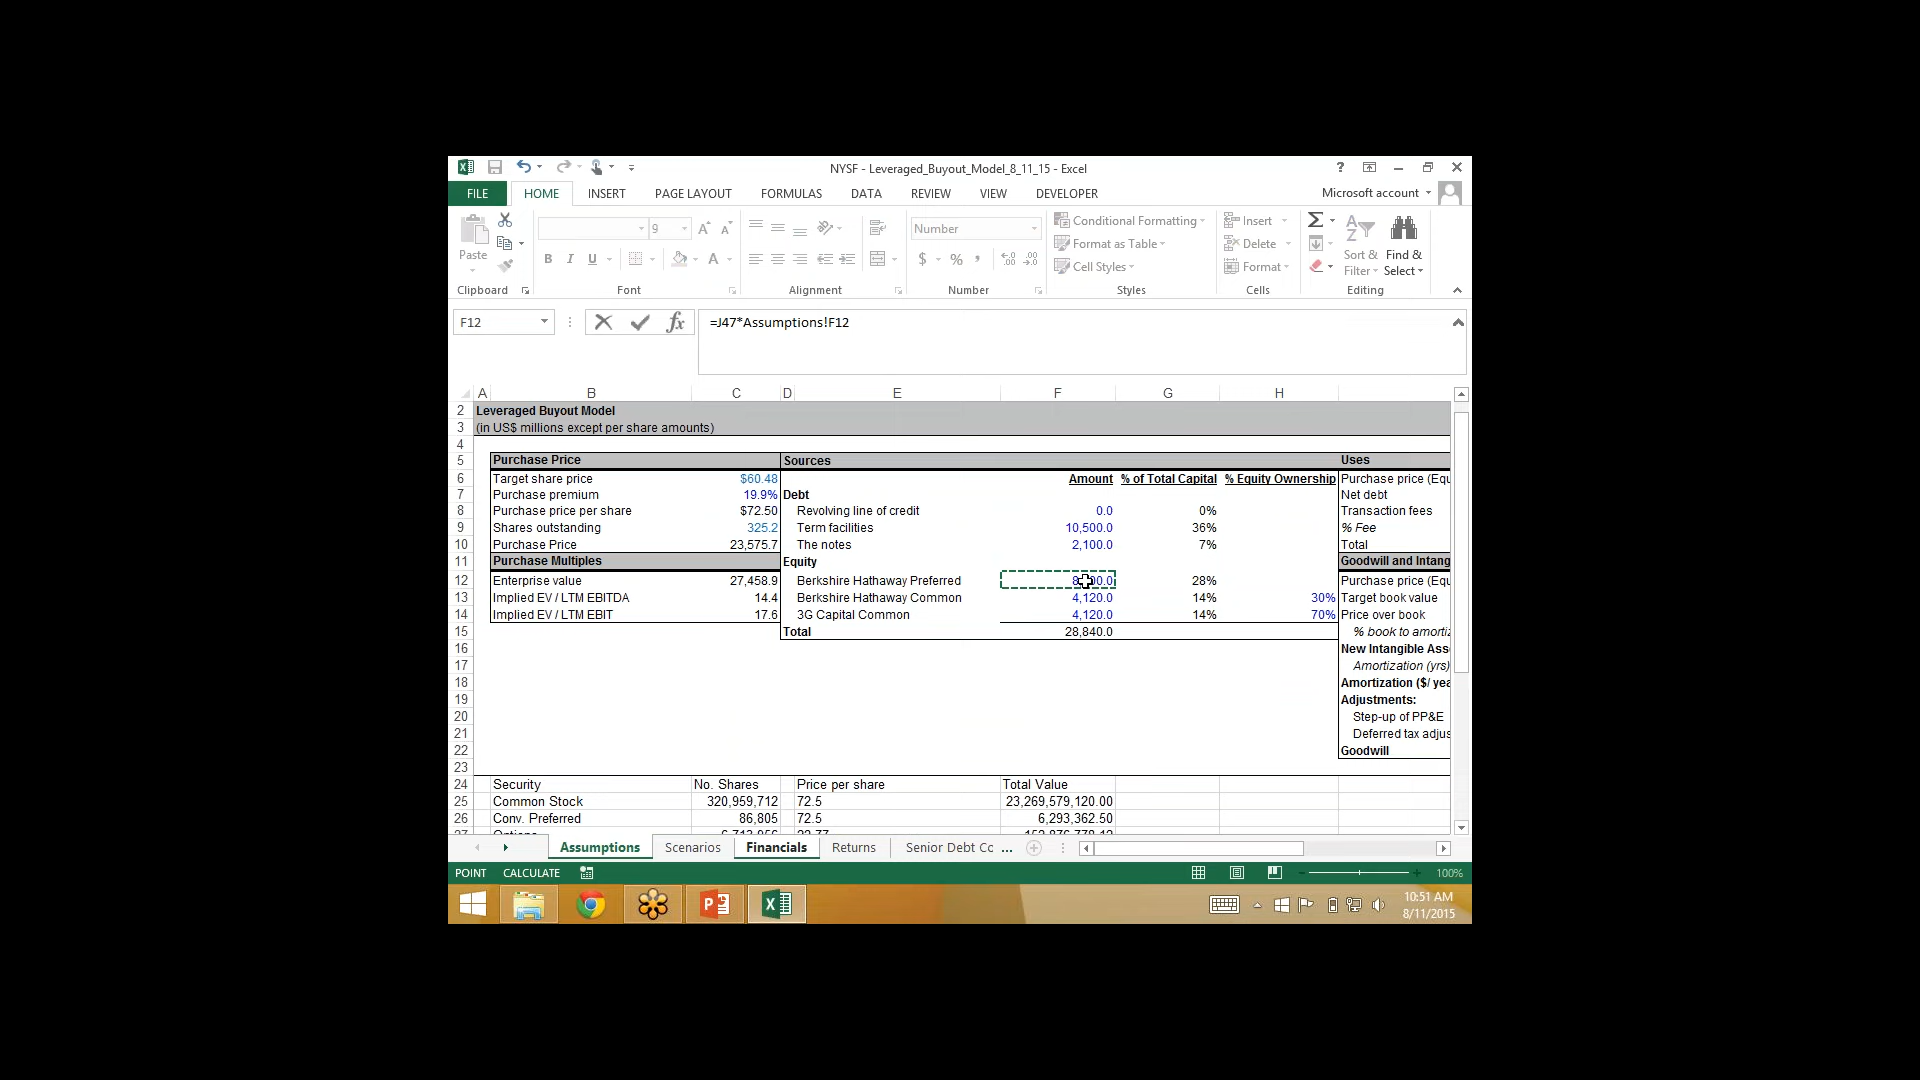 NYSF - Leveraged_Buyout_Model_8_11_15 - Excel
FILE HOME INSERT PAGE LAYOUT FORMULAS DATA REVIEW VIEW DEVELOPER Microsoft account
Paste
9
B I U A
Number
$ % ,
Conditional Formatting
Format as Table
Cell Styles
Insert
Delete
Format
Sort & Filter
Find & Select
Clipboard Font Alignment Number Styles Cells Editing
F12 fx =J47*Assumptions!F12
A B C D E F G H
2 Leveraged Buyout Model
3 (in US$ millions except per share amounts)
4
5 Purchase Price Sources Uses
6 Target share price $60.48 Amount % of Total Capital % Equity Ownership Purchase price (Equ
7 Purchase premium 19.9% Debt Net debt
8 Purchase price per share $72.50 Revolving line of credit 0.0 0% Transaction fees
9 Shares outstanding 325.2 Term facilities 10,500.0 36% % Fee
10 Purchase Price 23,575.7 The notes 2,100.0 7% Total
11 Purchase Multiples Equity Goodwill and Intang
12 Enterprise value 27,458.9 Berkshire Hathaway Preferred 28% Purchase price (Equ
13 Implied EV / LTM EBITDA 14.4 Berkshire Hathaway Common 4,120.0 14% 30% Target book value
14 Implied EV / LTM EBIT 17.6 3G Capital Common 4,120.0 14% 70% Price over book
15 Total 28,840.0 % book to amortiz
16 New Intangible Ass
17 Amortization (yrs)
18 Amortization ($/ yea
19 Adjustments:
20 Step-up of PP&E
21 Deferred tax adjus
22 Goodwill
23
24 Security No. Shares Price per share Total Value
25 Common Stock 320,959,712 72.5 23,269,579,120.00
26 Conv. Preferred 86,805 72.5 6,293,362.50
Assumptions Scenarios Financials Returns Senior Debt Co ...
POINT CALCULATE 100%
10:51 AM
8/11/2015